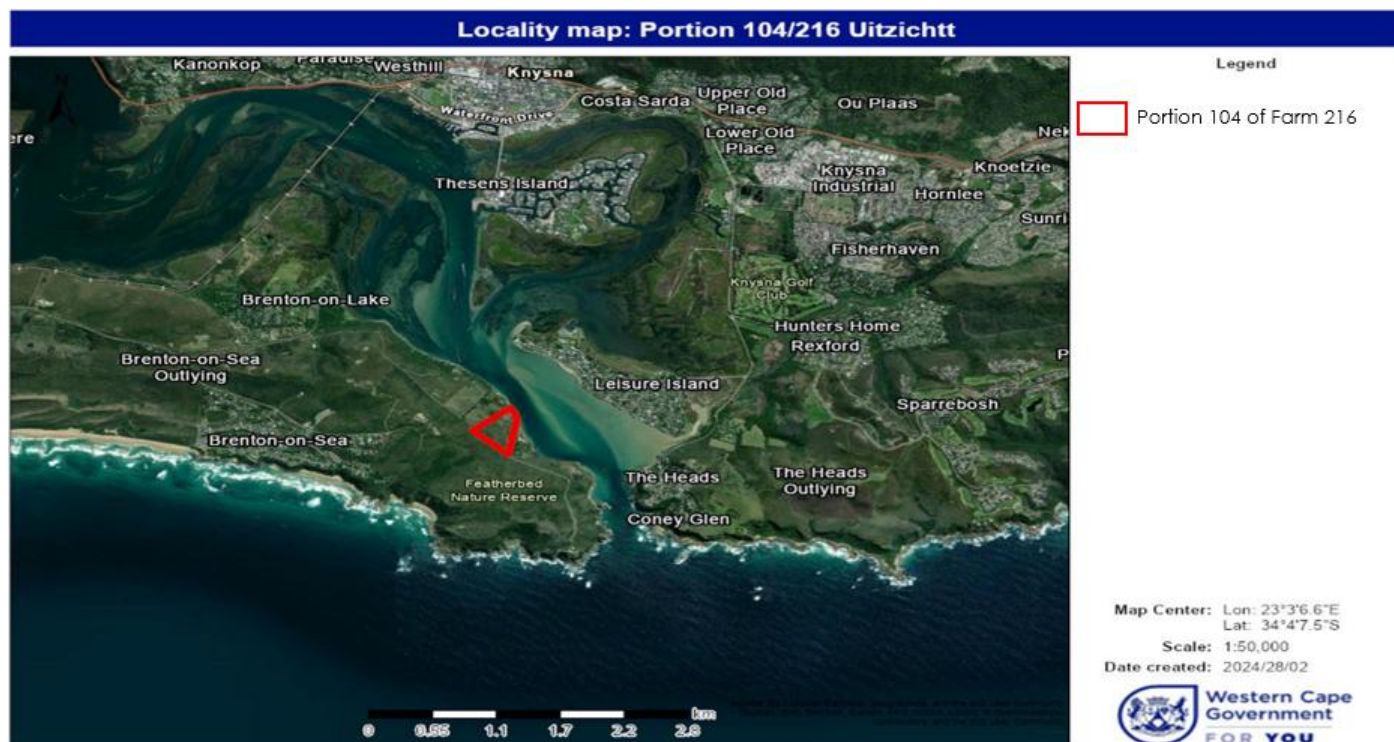 Locality map: Portion 104/216 Uitzichtt
Legend
Portion 104 of Farm 216
N
Kanonkop
Paradise
Westhill
Knysna
Waterfront Drive
Costa Sarda
Upper Old
Place
Ou Plaas
ere
Lower Old
Place
Nek
Knoetzie
Thesens Island
Knysna
Industrial
Hornlee
Sunri
Fisherhaven
Brenton-on-Lake
Knysna Golf
Club
Hunters Home
Rexford
P
Brenton-on-Sea
Outlying
Leisure Island
Sparrebosh
Brenton-on-Sea
Featherbed
Nature Reserve
The Heads
The Heads
Outlying
Coney Glen
Map Center: Lon: 23°3'6.6"E
Lat: 34°4'7.5"S
Scale: 1:50,000
Date created: 2024/28/02
km
0 0.55 1.1 1.7 2.2 2.8
Western Cape
Government
FOR YOU